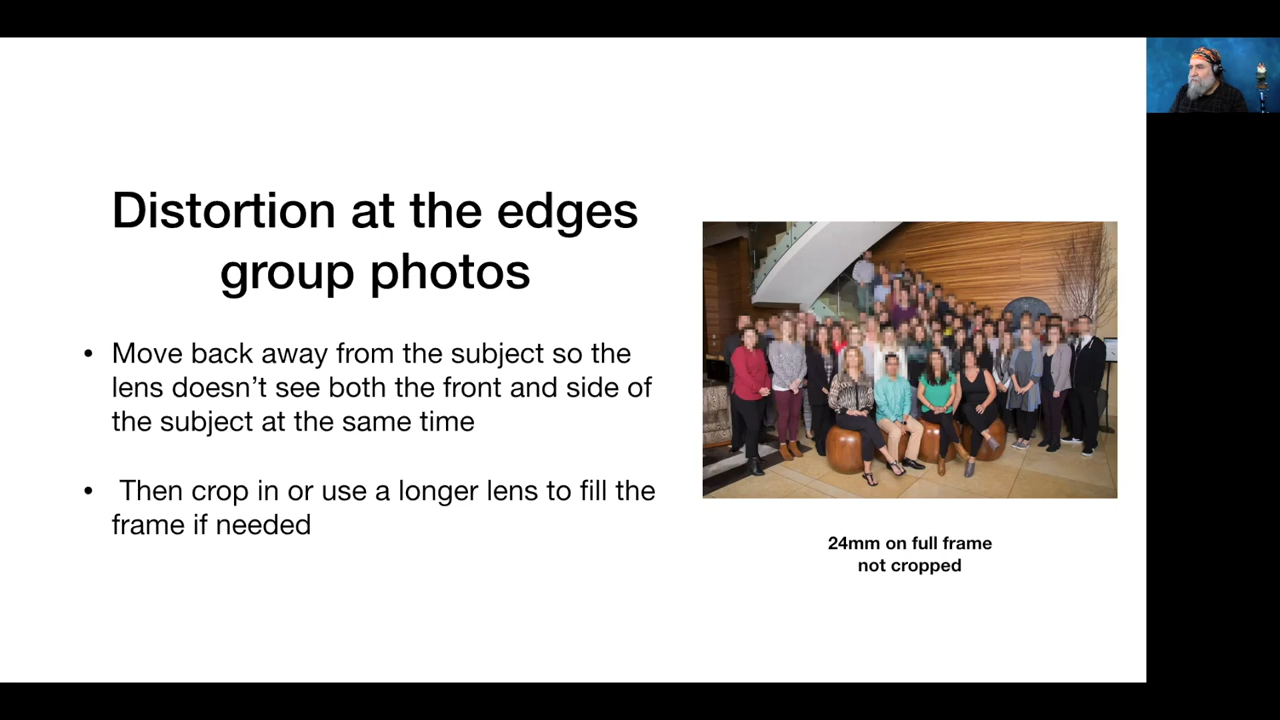 Distortion at the edges
group photos
• Move back away from the subject so the
lens doesn’t see both the front and side of
the subject at the same time
• Then crop in or use a longer lens to fill the
frame if needed
24mm on full frame
not cropped